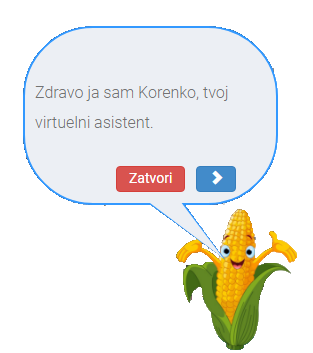 Zdravo ja sam Korenko, tvoj
virtuelni asistent.
Zatvori